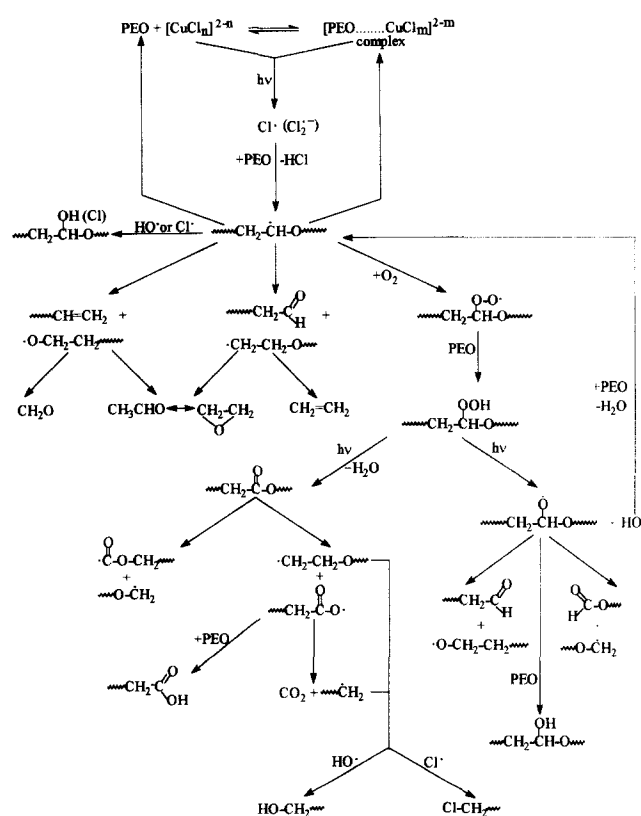 PEO + [CuCln]2-n ⇌ [PEO.......CuClm]2-m
complex
hν
Cl· (Cl2·−)
+PEO -HCl
OH (Cl)
CH2-CH-O
HO· or Cl·
CH2-ĊH-O
+O2
CH=CH2 +
·O-CH2-CH2
O
CH2-C
H
+
·CH2-CH2-O
O-O·
CH2-CH-O
PEO
+PEO
-H2O
CH2O
CH3CHO
CH2-CH2
O
CH2=CH2
OOH
CH2-CH-O
hν
−H2O
hν
O
CH2-C-O
Ȯ
CH2-CH-O
· HO
O
·C-O-CH2
+
O-ĊH2
·CH2-CH2-O
+
O
CH2-C-O·
O
CH2-C
H
+
·O-CH2-CH2
O
C-O
H
·
O-ĊH2
+PEO
O
CH2-C
OH
CO2 + ĊH2
PEO
OH
CH2-CH-O
HO·
Cl·
HO-CH2
Cl-CH2